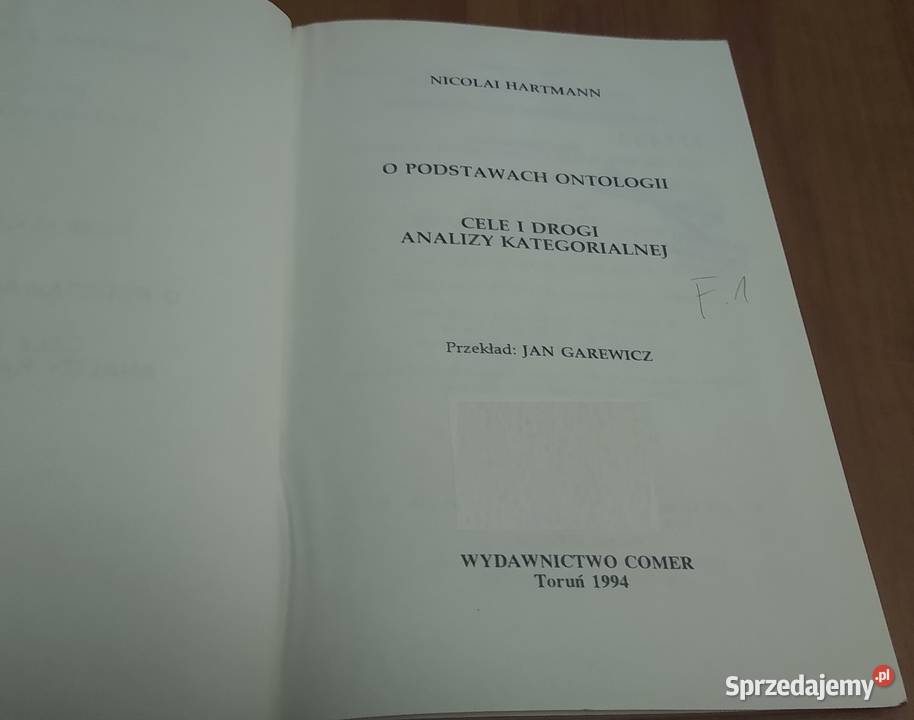 NICOLAI HARTMANN
O PODSTAWACH ONTOLOGII
CELE I DROGI
ANALIZY KATEGORIALNEJ
F.1
Przekład: JAN GAREWICZ
WYDAWNICTWO COMER
Toruń 1994
Sprzedajemy.pl